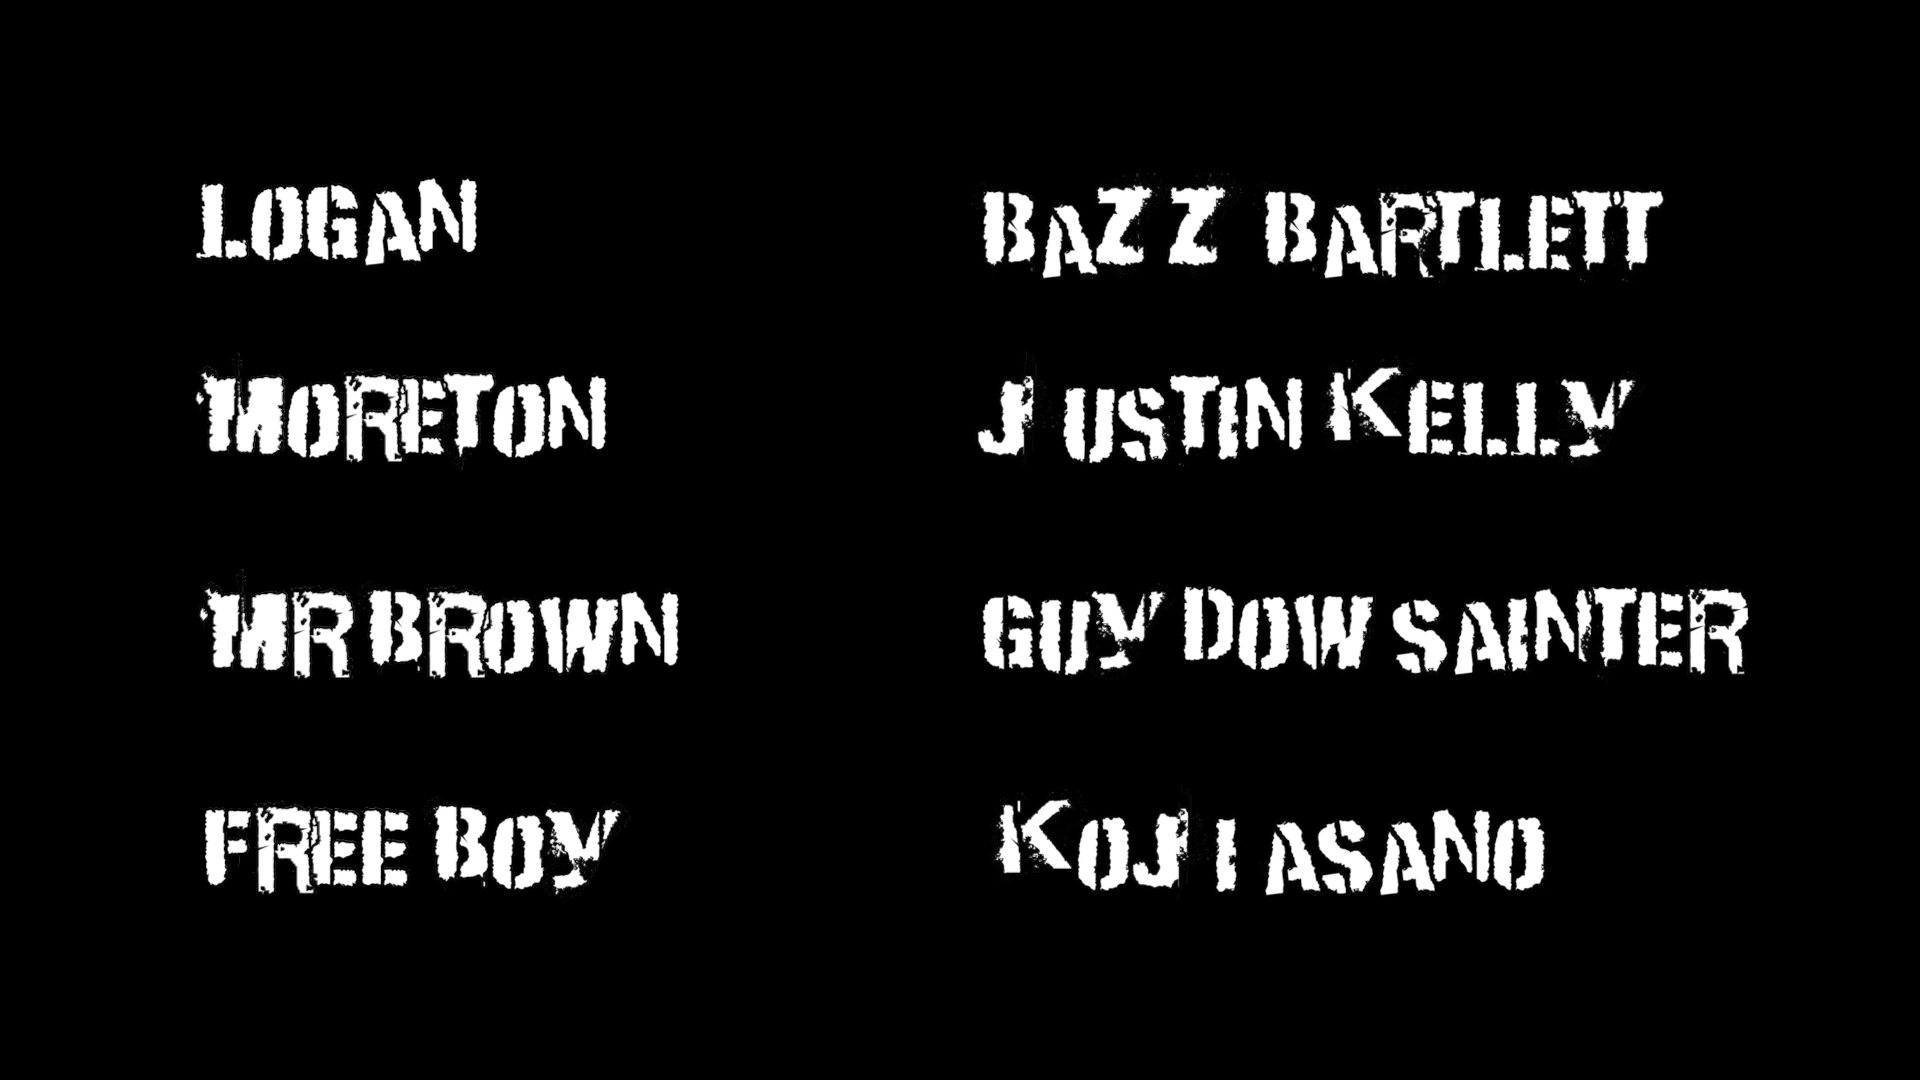 LOGAN BAZZ BARTLETT
MORETON JUSTIN KELLY
MR BROWN GUY DOW SAINTER
FREE BOY KOJI ASANO